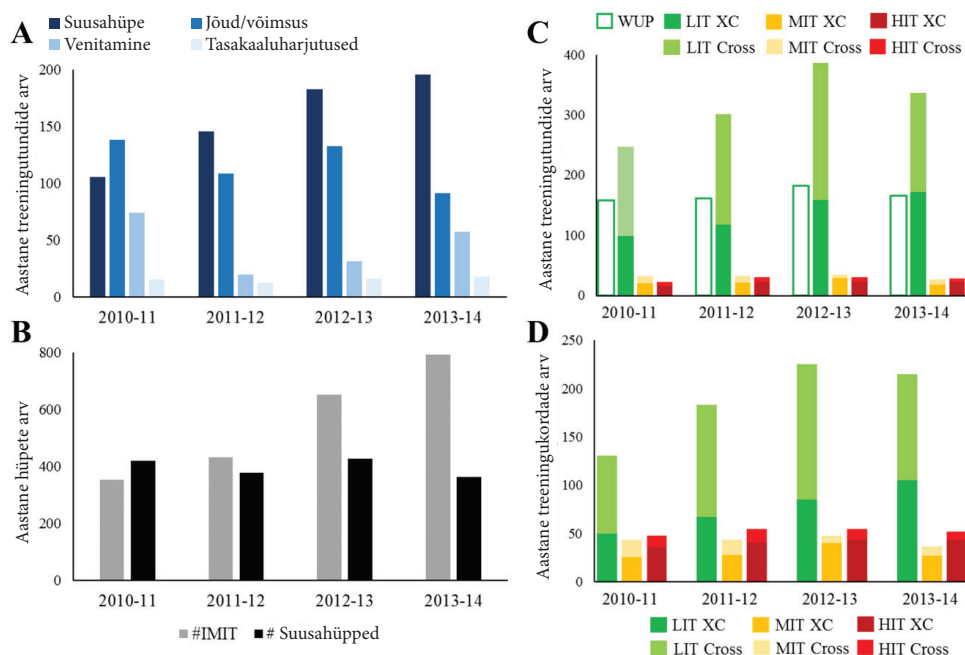 A
Suusahüpe
Jõud/võimsus
Venitamine
Tasakaaluharjutused
Aastane treeningutundide arv
200
150
100
50
0
2010-11
2011-12
2012-13
2013-14
B
Aastane hüpete arv
800
600
400
200
0
2010-11
2011-12
2012-13
2013-14
#IMIT
# Suusahüpped
C
WUP
LIT XC
MIT XC
HIT XC
LIT Cross
MIT Cross
HIT Cross
Aastane treeningutundide arv
400
300
200
100
0
2010-11
2011-12
2012-13
2013-14
D
Aastane treeningukordade arv
250
200
150
100
50
0
2010-11
2011-12
2012-13
2013-14
LIT XC
MIT XC
HIT XC
LIT Cross
MIT Cross
HIT Cross